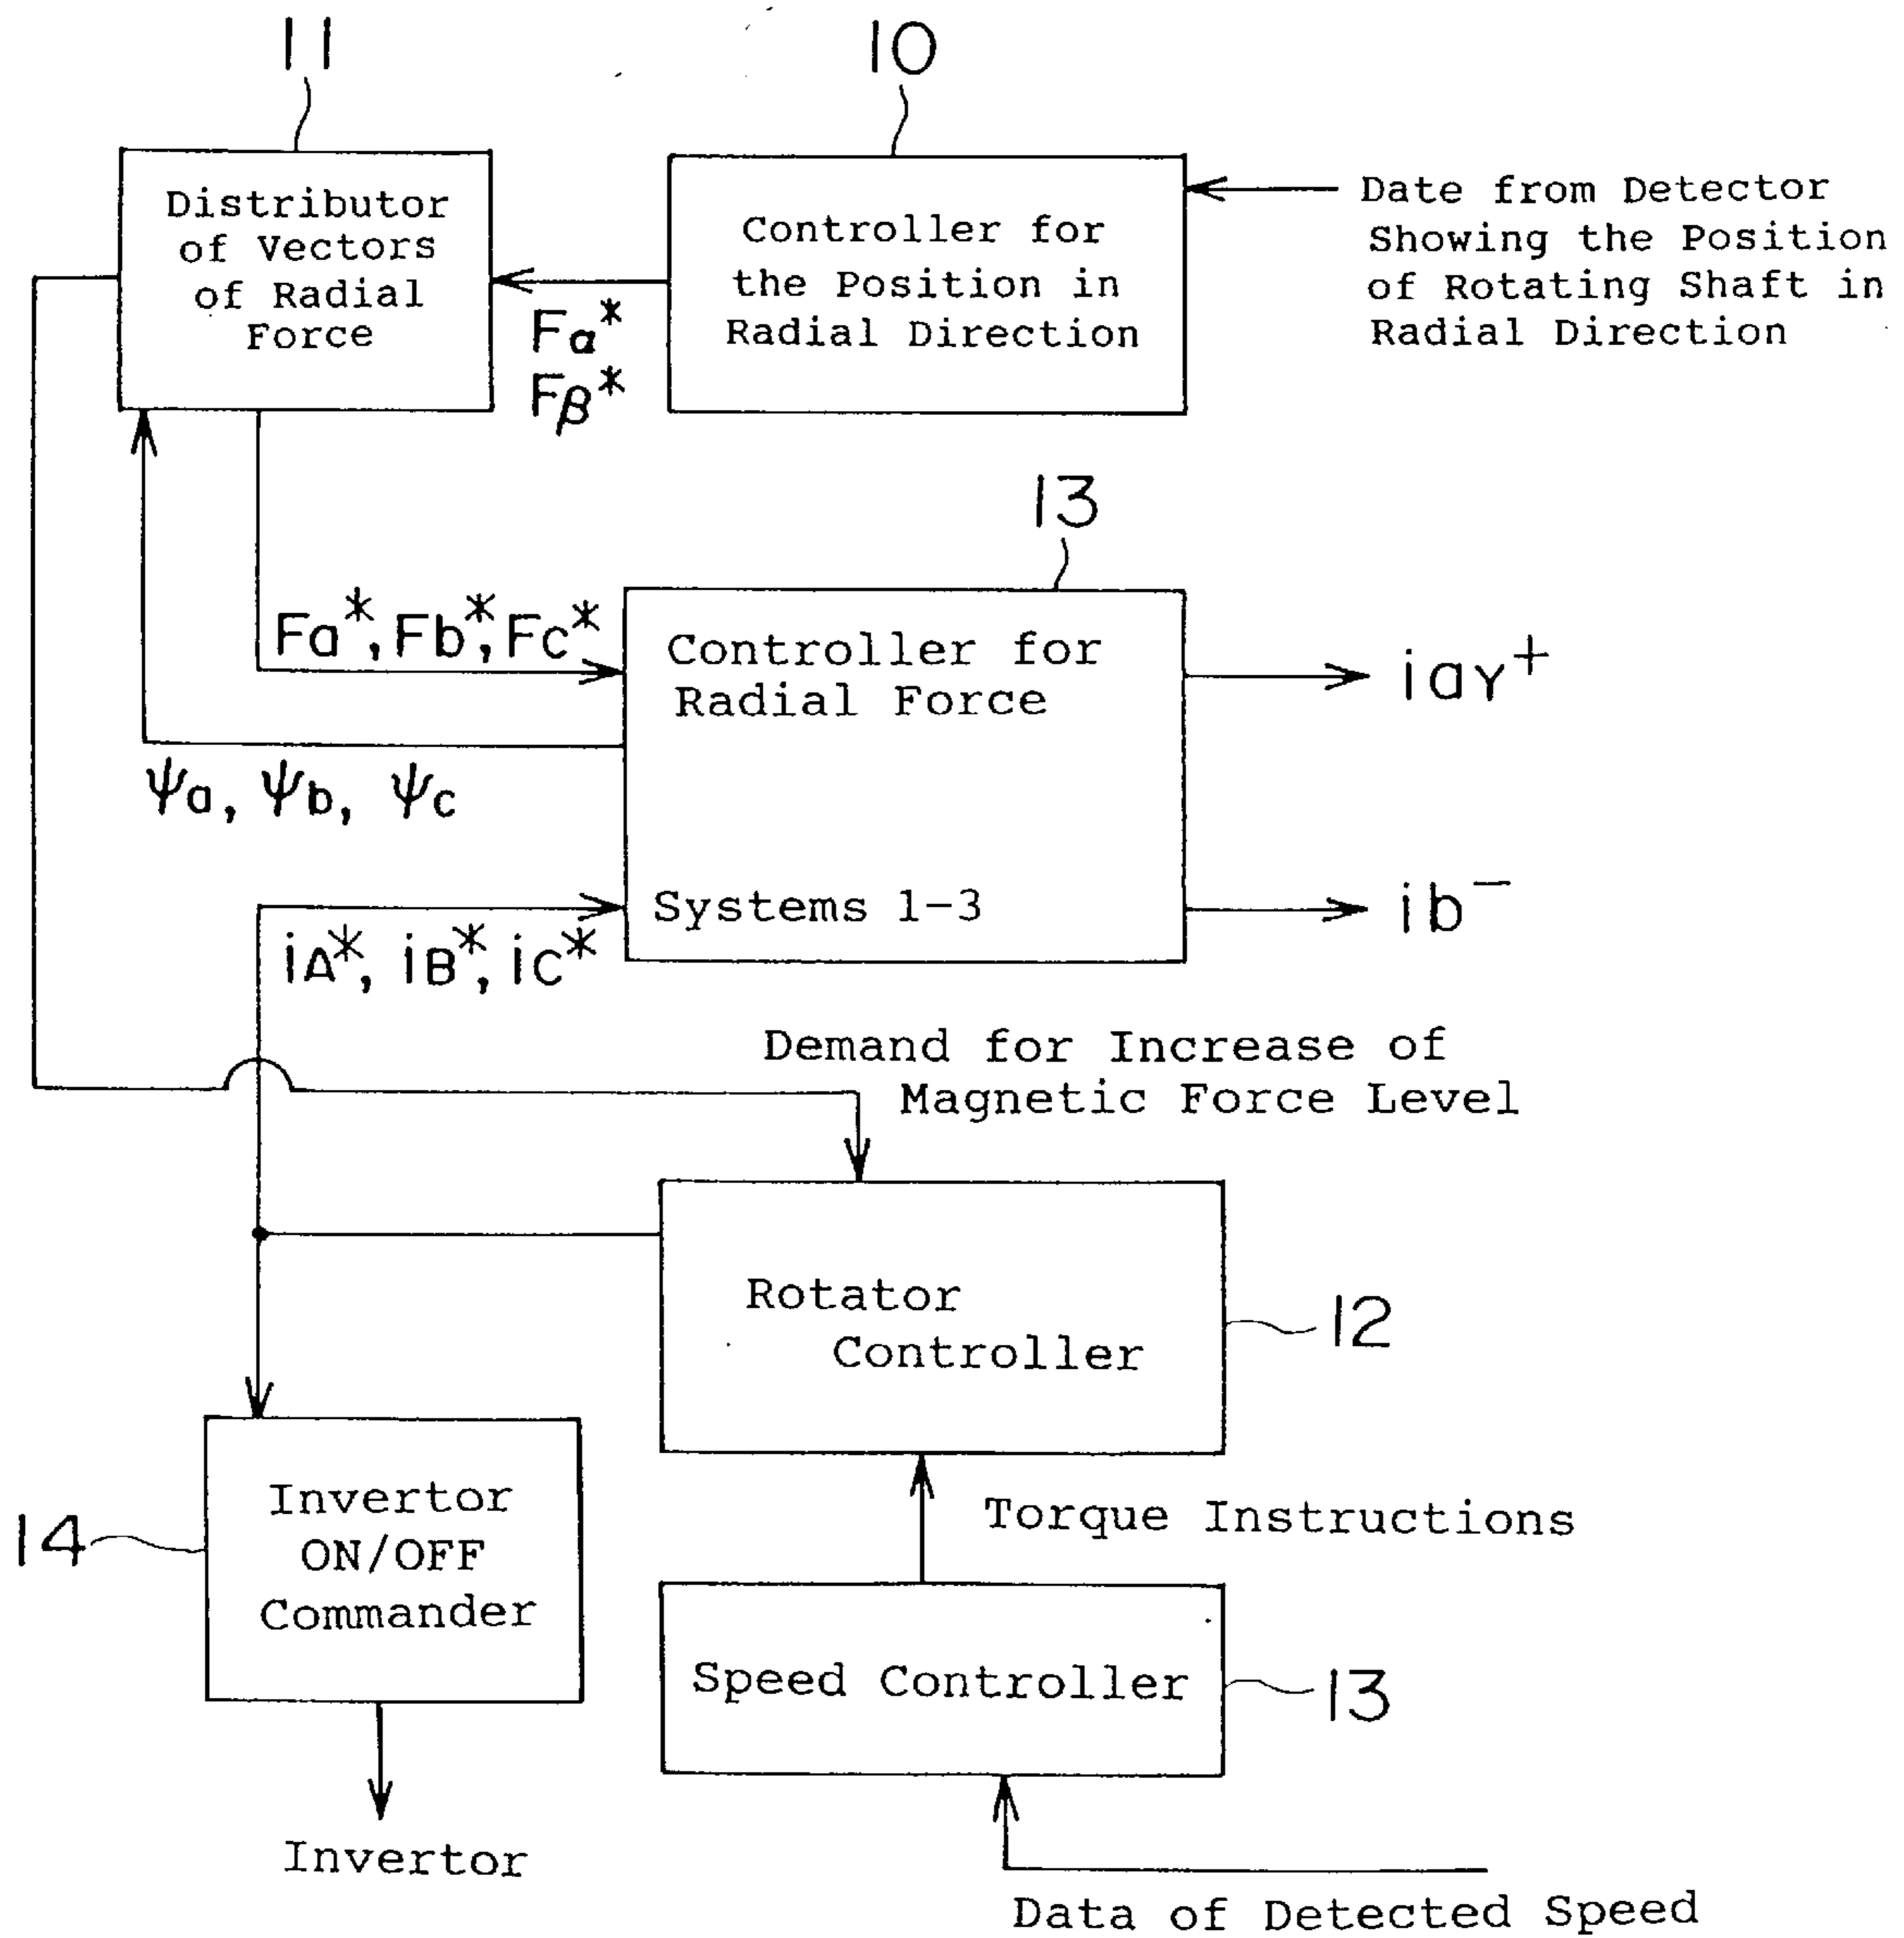 11
10
Distributor
of Vectors
of Radial
Force
Controller for
the Position in
Radial Direction
Date from Detector
Showing the Position
of Rotating Shaft in
Radial Direction
Fα*
Fβ*
13
Fa*, Fb*, Fc*
Controller for
Radial Force
iay+
ψa, ψb, ψc
Systems 1-3
ib-
iA*, iB*, iC*
Demand for Increase of
Magnetic Force Level
Rotator
Controller
12
Invertor
ON/OFF
Commander
14
Torque Instructions
Speed Controller
13
Invertor
Data of Detected Speed